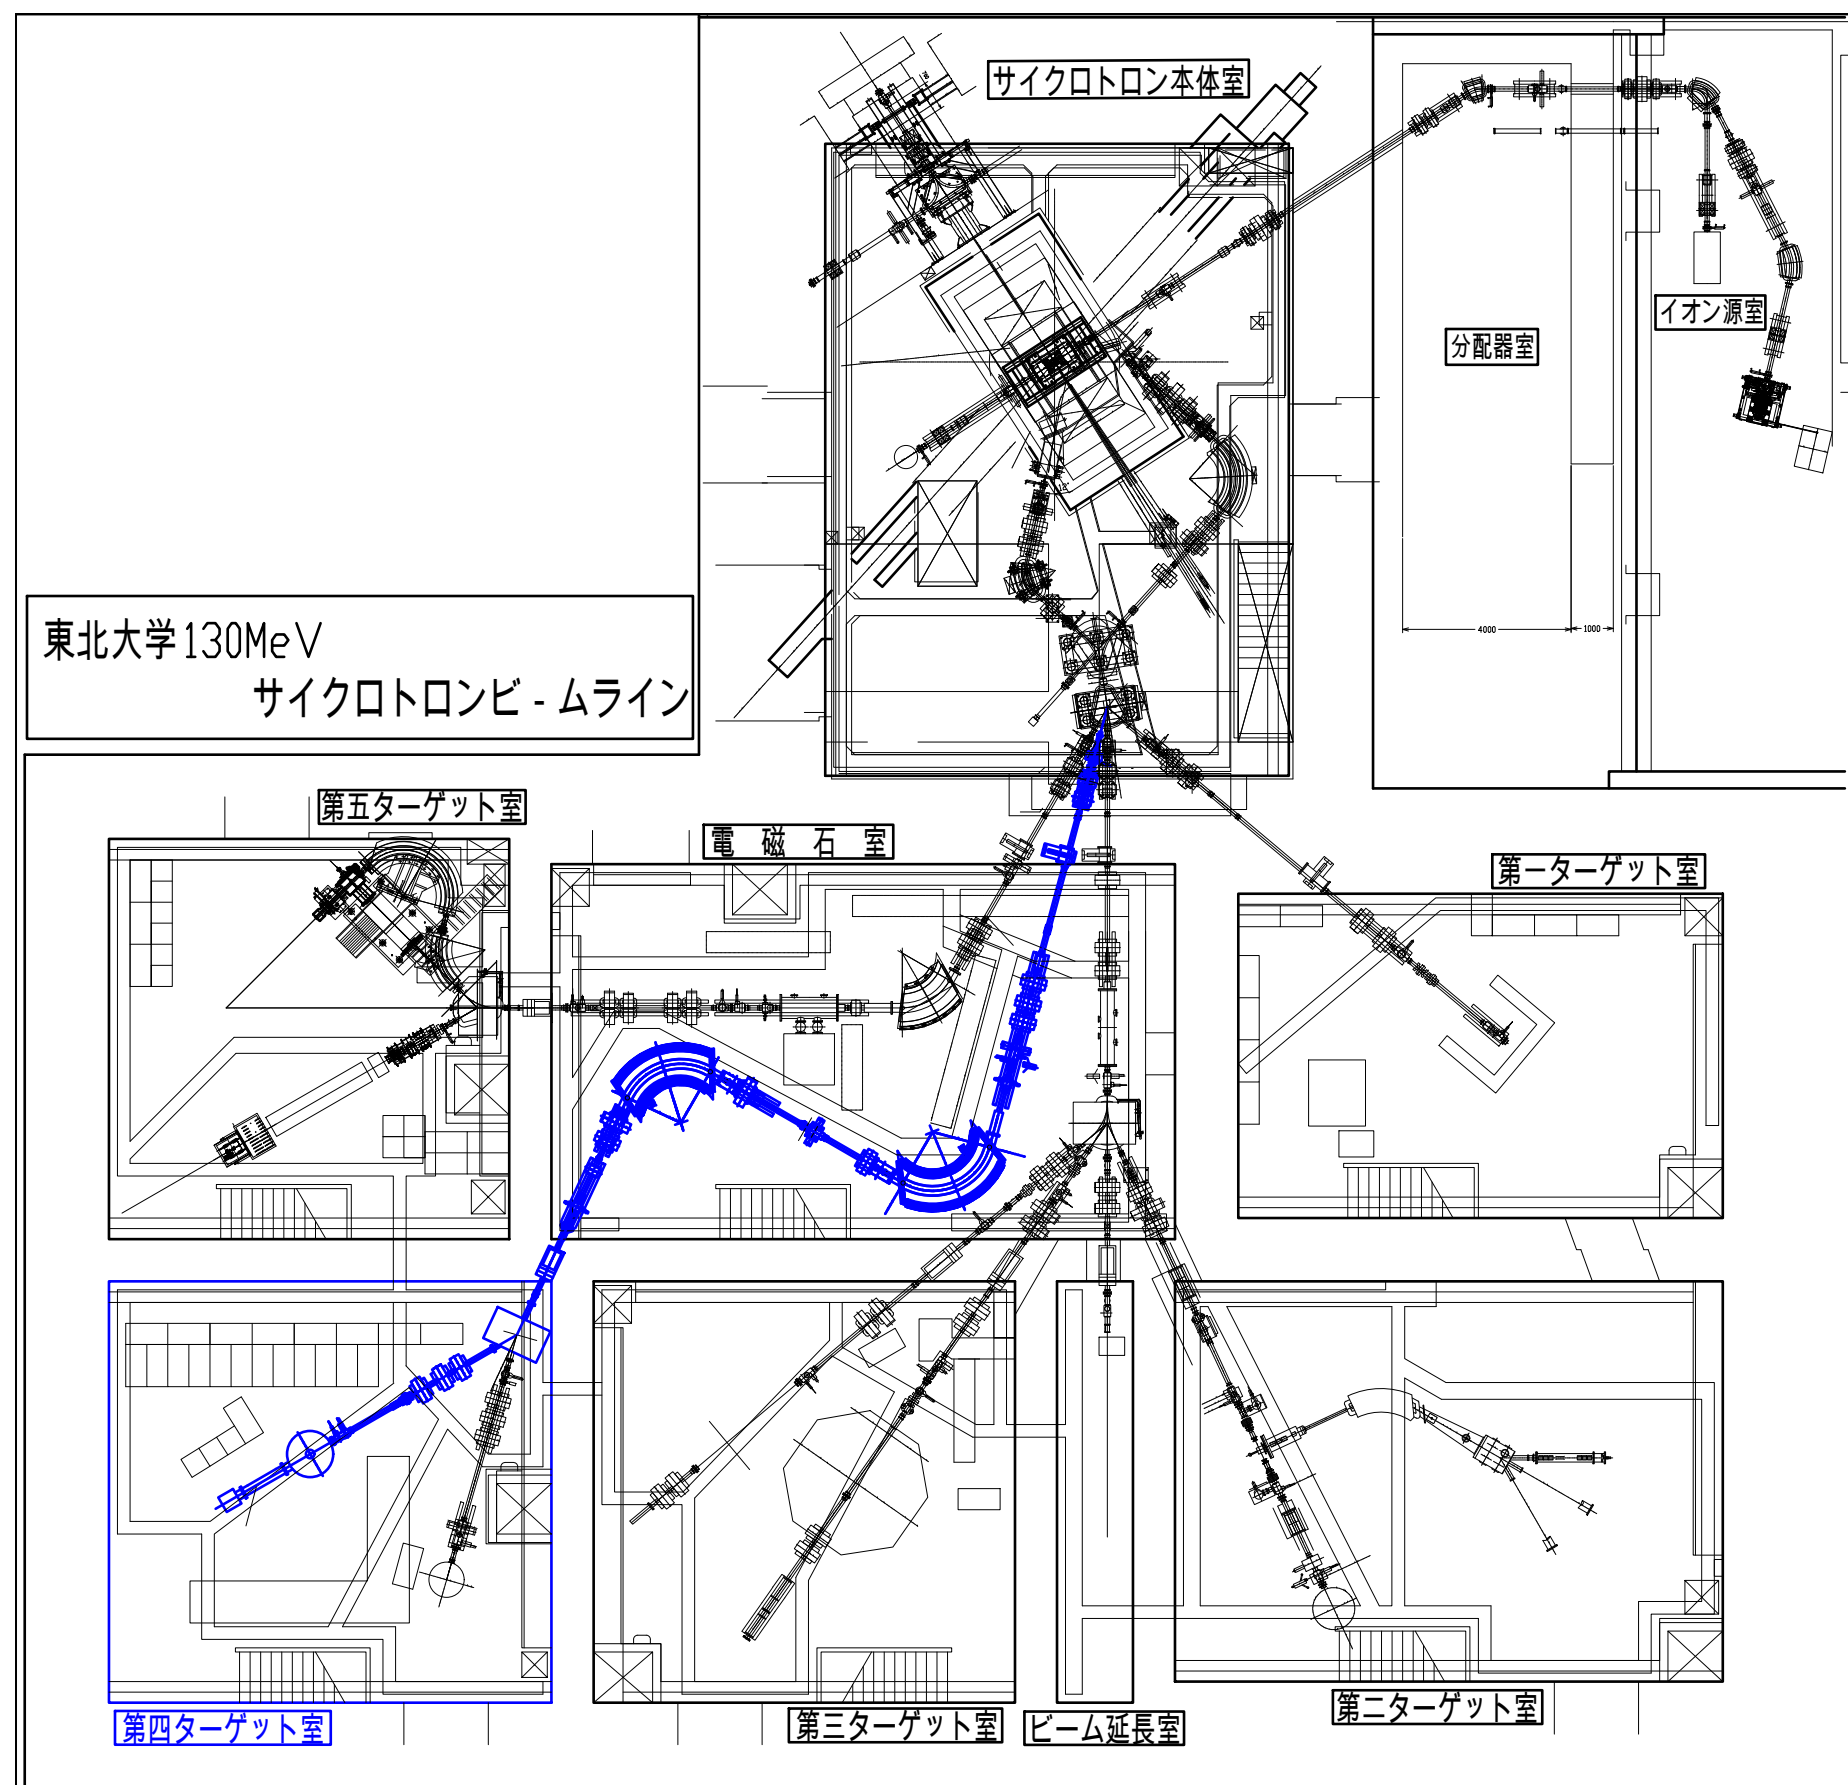 サイクロトロン本体室
イオン源室
分配器室
4000
1000
東北大学130MeV
サイクロトロンビ-ムライン
第五ターゲット室
電磁石室
第一ターゲット室
第四ターゲット室
第三ターゲット室
ビーム延長室
第二ターゲット室